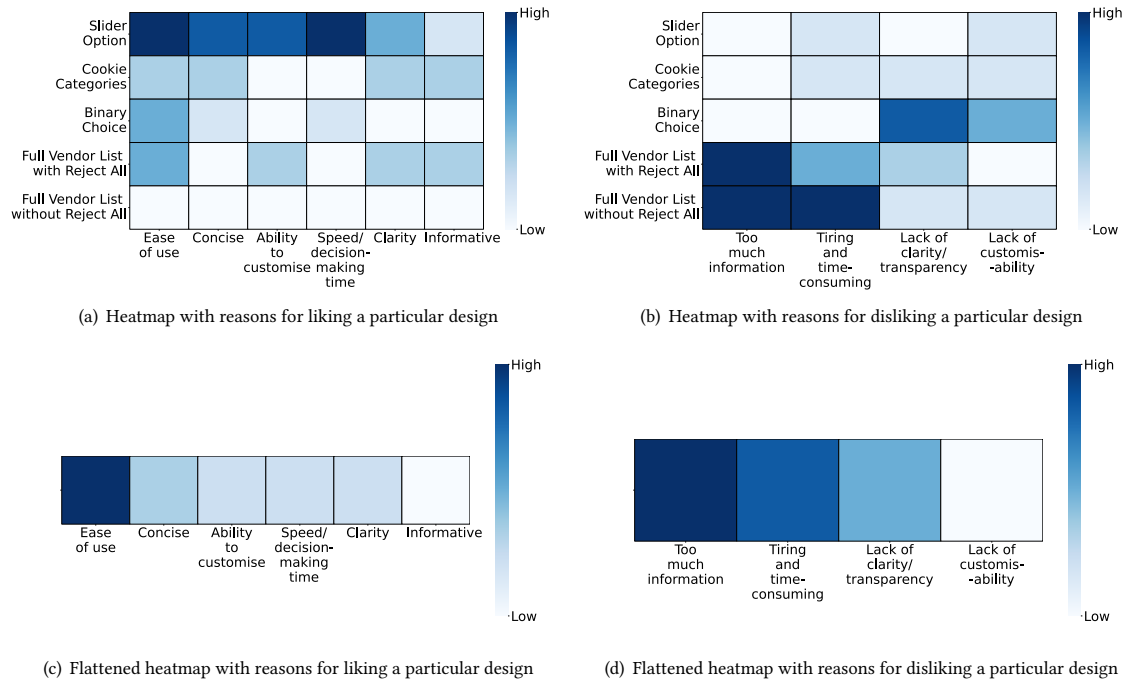 Slider
Option
Cookie
Categories
Binary
Choice
Full Vendor List
with Reject All
Full Vendor List
without Reject All
Ease
of use
Concise
Ability
to
customise
Speed/
decision-
making
time
Clarity
Informative
High
Low
(a) Heatmap with reasons for liking a particular design
Slider
Option
Cookie
Categories
Binary
Choice
Full Vendor List
with Reject All
Full Vendor List
without Reject All
Too
much
information
Tiring
and
time-
consuming
Lack of
clarity/
transparency
Lack of
customis-
-ability
High
Low
(b) Heatmap with reasons for disliking a particular design
High
Low
Ease
of use
Concise
Ability
to
customise
Speed/
decision-
making
time
Clarity
Informative
(c) Flattened heatmap with reasons for liking a particular design
High
Low
Too
much
information
Tiring
and
time-
consuming
Lack of
clarity/
transparency
Lack of
customis-
-ability
(d) Flattened heatmap with reasons for disliking a particular design